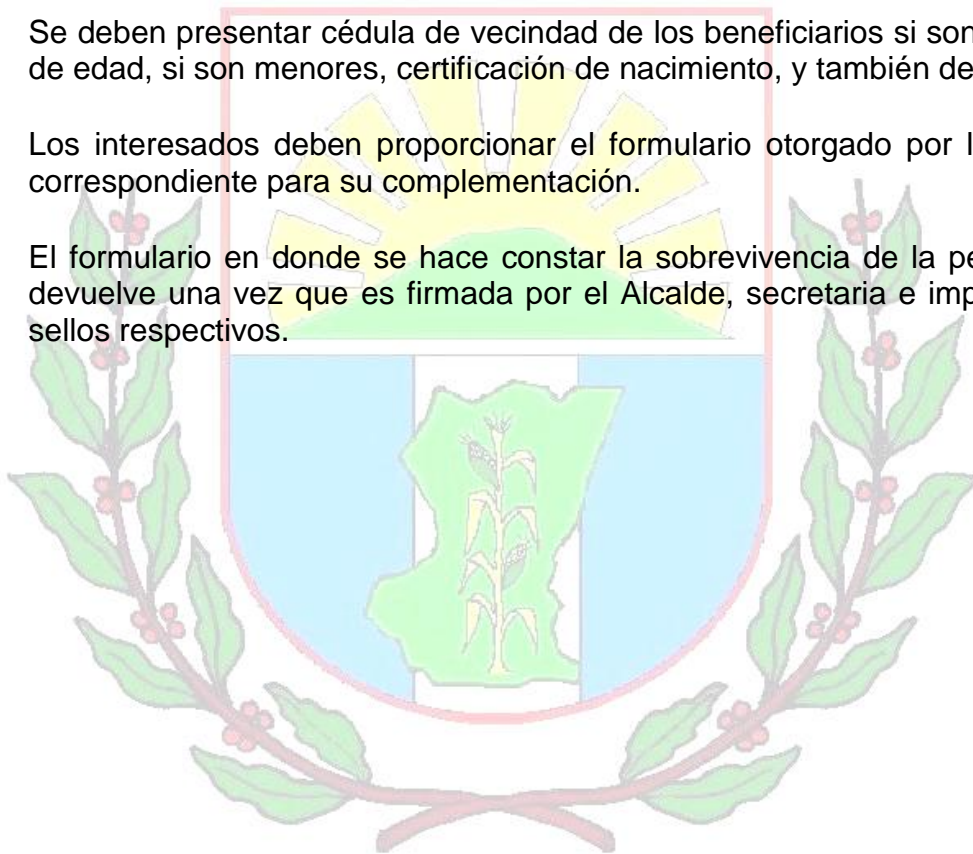 Se deben presentar cédula de vecindad de los beneficiarios si son
de edad, si son menores, certificación de nacimiento, y también de
Los interesados deben proporcionar el formulario otorgado por l
correspondiente para su complementación.
El formulario en donde se hace constar la sobrevivencia de la pe
devuelve una vez que es firmada por el Alcalde, secretaria e imp
sellos respectivos.